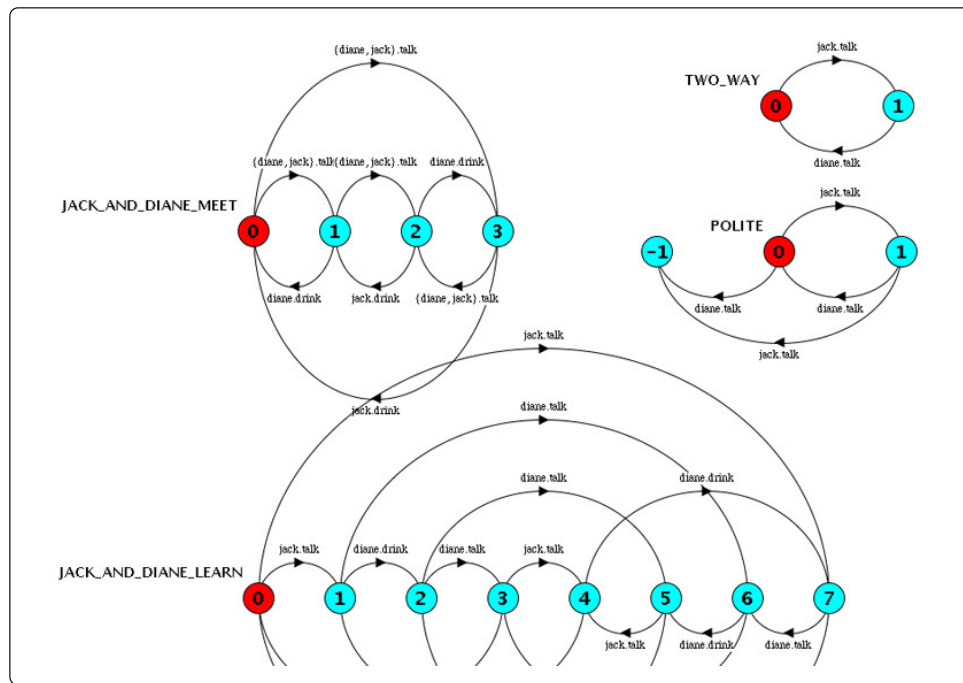 {diane,jack}.talk
jack.talk
TWO_WAY
0
1
diane.talk
{diane,jack}.talk{diane,jack}.talk diane.drink
JACK_AND_DIANE_MEET
0
1
2
3
diane.drink
jack.drink
{diane,jack}.talk
jack.drink
jack.talk
POLITE
-1
0
1
diane.talk
diane.talk
jack.talk
jack.talk
diane.talk
diane.talk
diane.drink
jack.talk
diane.drink
diane.talk
jack.talk
JACK_AND_DIANE_LEARN
0
1
2
3
4
5
6
7
jack.talk
diane.drink
diane.talk